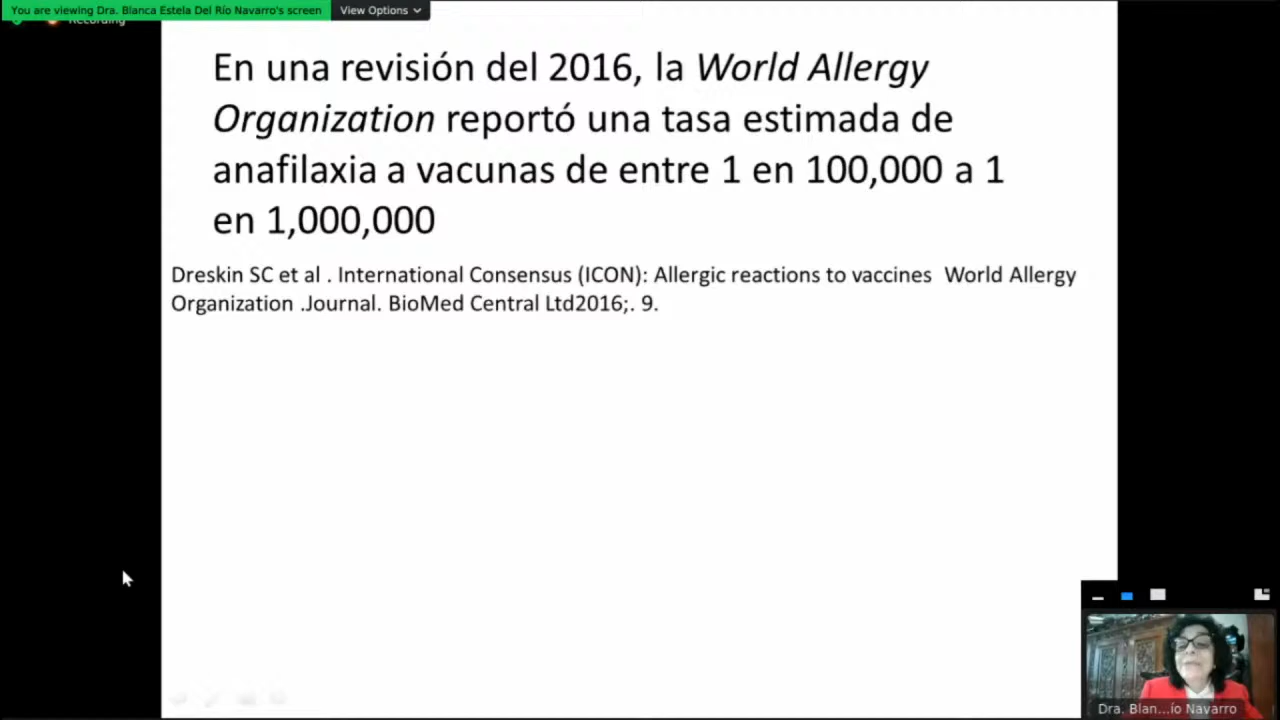 You are viewing Dra. Blanca Estela Del Río Navarro's screen
View Options
Recording
En una revisión del 2016, la World Allergy
Organization reportó una tasa estimada de
anafilaxia a vacunas de entre 1 en 100,000 a 1
en 1,000,000
Dreskin SC et al . International Consensus (ICON): Allergic reactions to vaccines World Allergy
Organization .Journal. BioMed Central Ltd2016;. 9.
Dra. Blan...ío Navarro